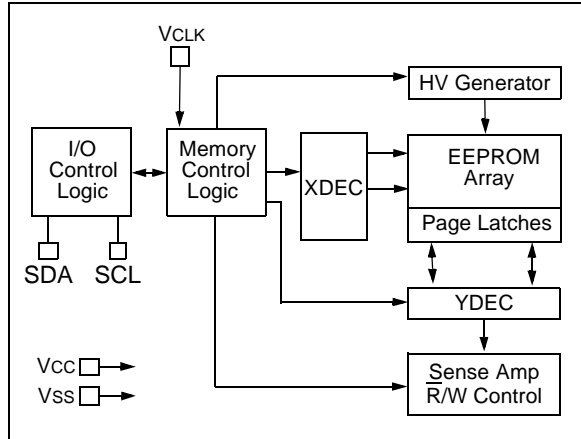 VCLK
HV Generator
I/O
Control
Logic
Memory
Control
Logic
XDEC
EEPROM
Array
Page Latches
SDA
SCL
YDEC
VCC
VSS
Sense Amp
R̅/W Control